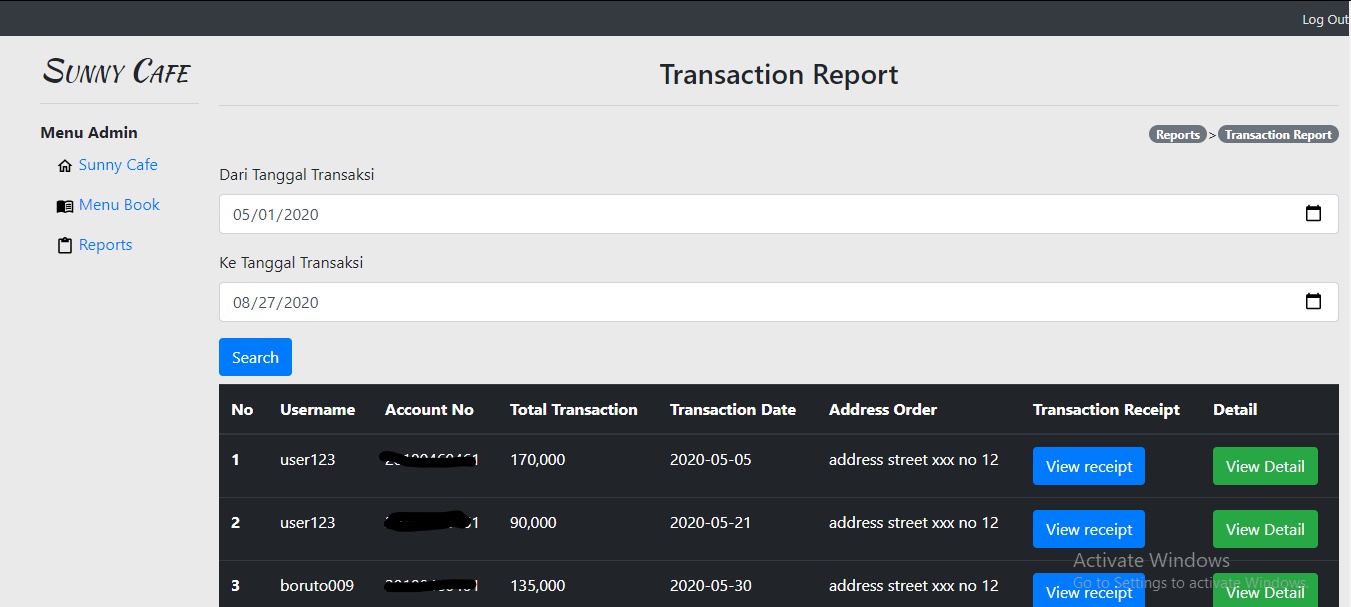 Log Out
Sunny Cafe
Transaction Report
Menu Admin
Reports > Transaction Report
Sunny Cafe
Dari Tanggal Transaksi
Menu Book
05/01/2020
Reports
Ke Tanggal Transaksi
08/27/2020
Search
No Username Account No Total Transaction Transaction Date Address Order Transaction Receipt Detail
1 user123 170,000 2020-05-05 address street xxx no 12 View receipt View Detail
2 user123 90,000 2020-05-21 address street xxx no 12 View receipt View Detail
Activate Windows
Go to Settings to activate Windows.
3 boruto009 135,000 2020-05-30 address street xxx no 12 View receipt View Detail